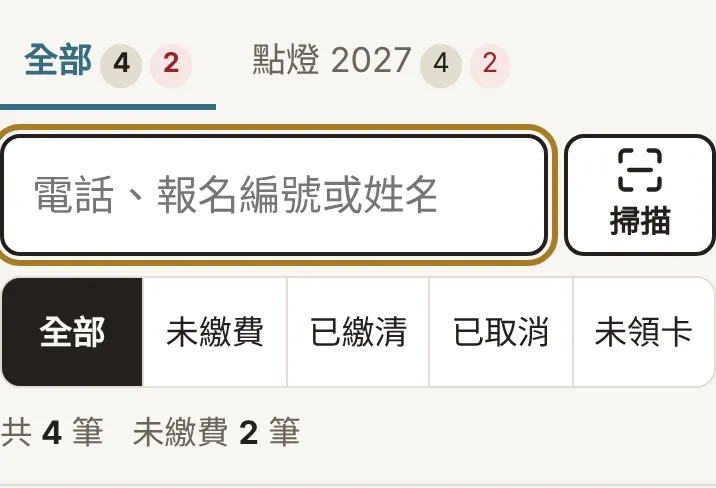 全部 4 2 點燈 2027 4 2
電話、報名編號或姓名
掃描
全部 未繳費 已繳清 已取消 未領卡
共 4 筆 未繳費 2 筆